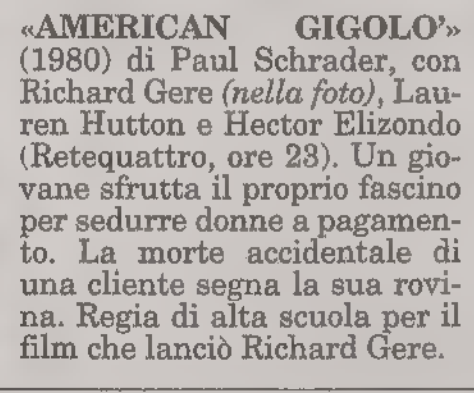 «AMERICAN GIGOLO'»
(1980) di Paul Schrader, con
Richard Gere (nella foto), Lau-
ren Hutton e Hector Elizondo
(Retequattro, ore 23). Un gio-
vane sfrutta il proprio fascino
per sedurre donne a pagamen-
to. La morte accidentale di
una cliente segna la sua rovi-
na. Regia di alta scuola per il
film che lanciò Richard Gere.